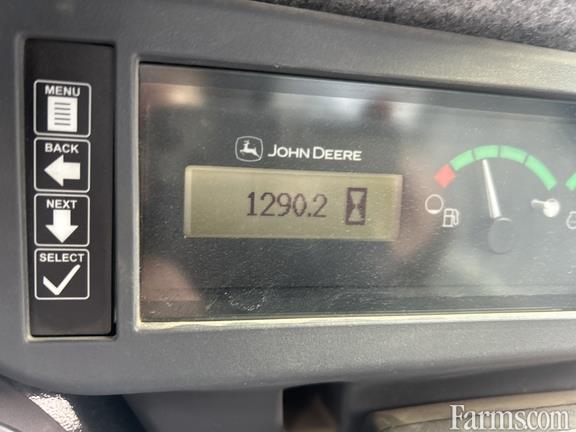 MENU
BACK
NEXT
SELECT
JOHN DEERE
1290.2
Farms.com